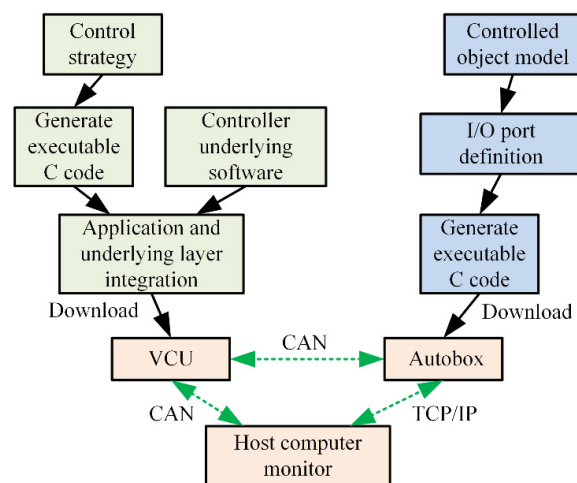 Control
strategy
Controlled
object model
Generate
executable
C code
Controller
underlying
software
I/O port
definition
Application and
underlying layer
integration
Generate
executable
C code
Download
Download
VCU
CAN
Autobox
CAN
TCP/IP
Host computer
monitor